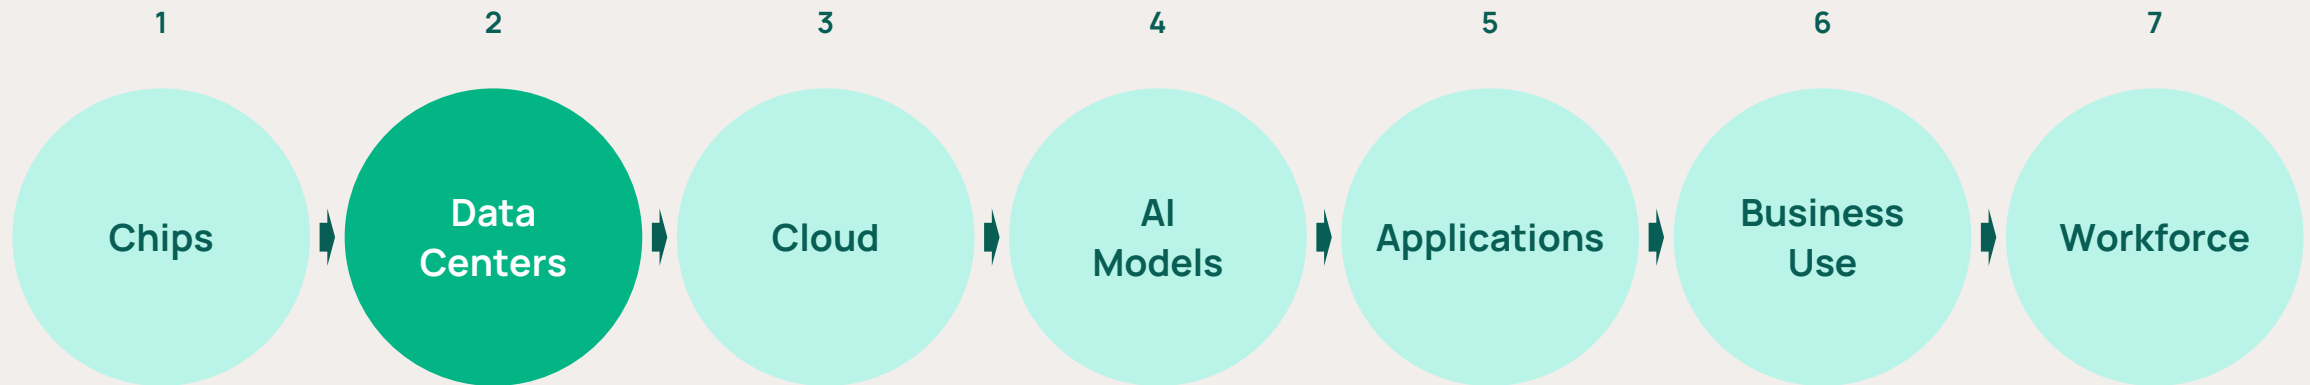 1
2
3
4
5
6
7
Chips
Data
Centers
Cloud
AI
Models
Applications
Business
Use
Workforce